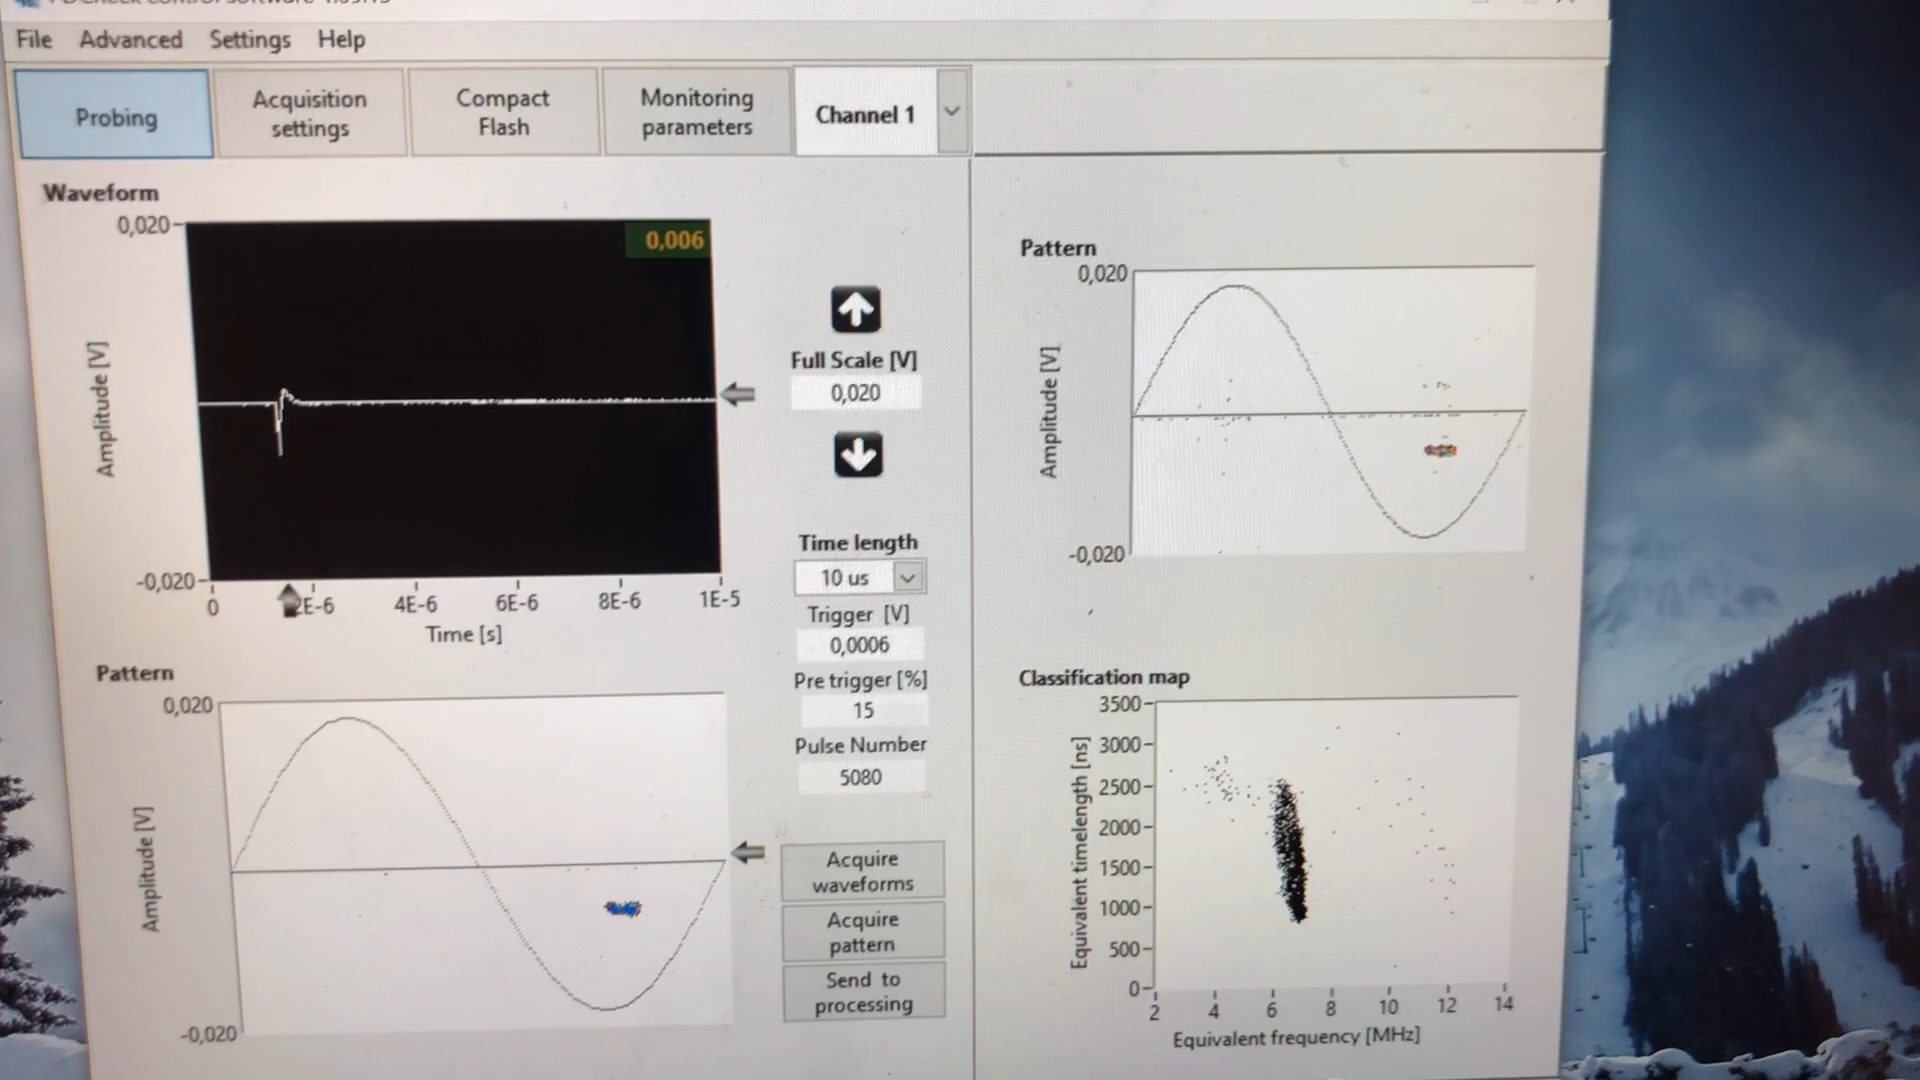 File Advanced Settings Help
Probing
Acquisition
settings
Compact
Flash
Monitoring
parameters
Channel 1
Waveform
0,020
0,006
Amplitude [V]
-0,020
0 2E-6 4E-6 6E-6 8E-6 1E-5
Time [s]
Full Scale [V]
0,020
Time length
10 us
Trigger [V]
0,0006
Pre trigger [%]
15
Pulse Number
5080
Acquire
waveforms
Acquire
pattern
Send to
processing
Pattern
0,020
Amplitude [V]
-0,020
Pattern
0,020
Amplitude [V]
-0,020
Classification map
3500
3000
2500
2000
1500
1000
500
0
Equivalent timelength [ns]
2 4 6 8 10 12 14
Equivalent frequency [MHz]